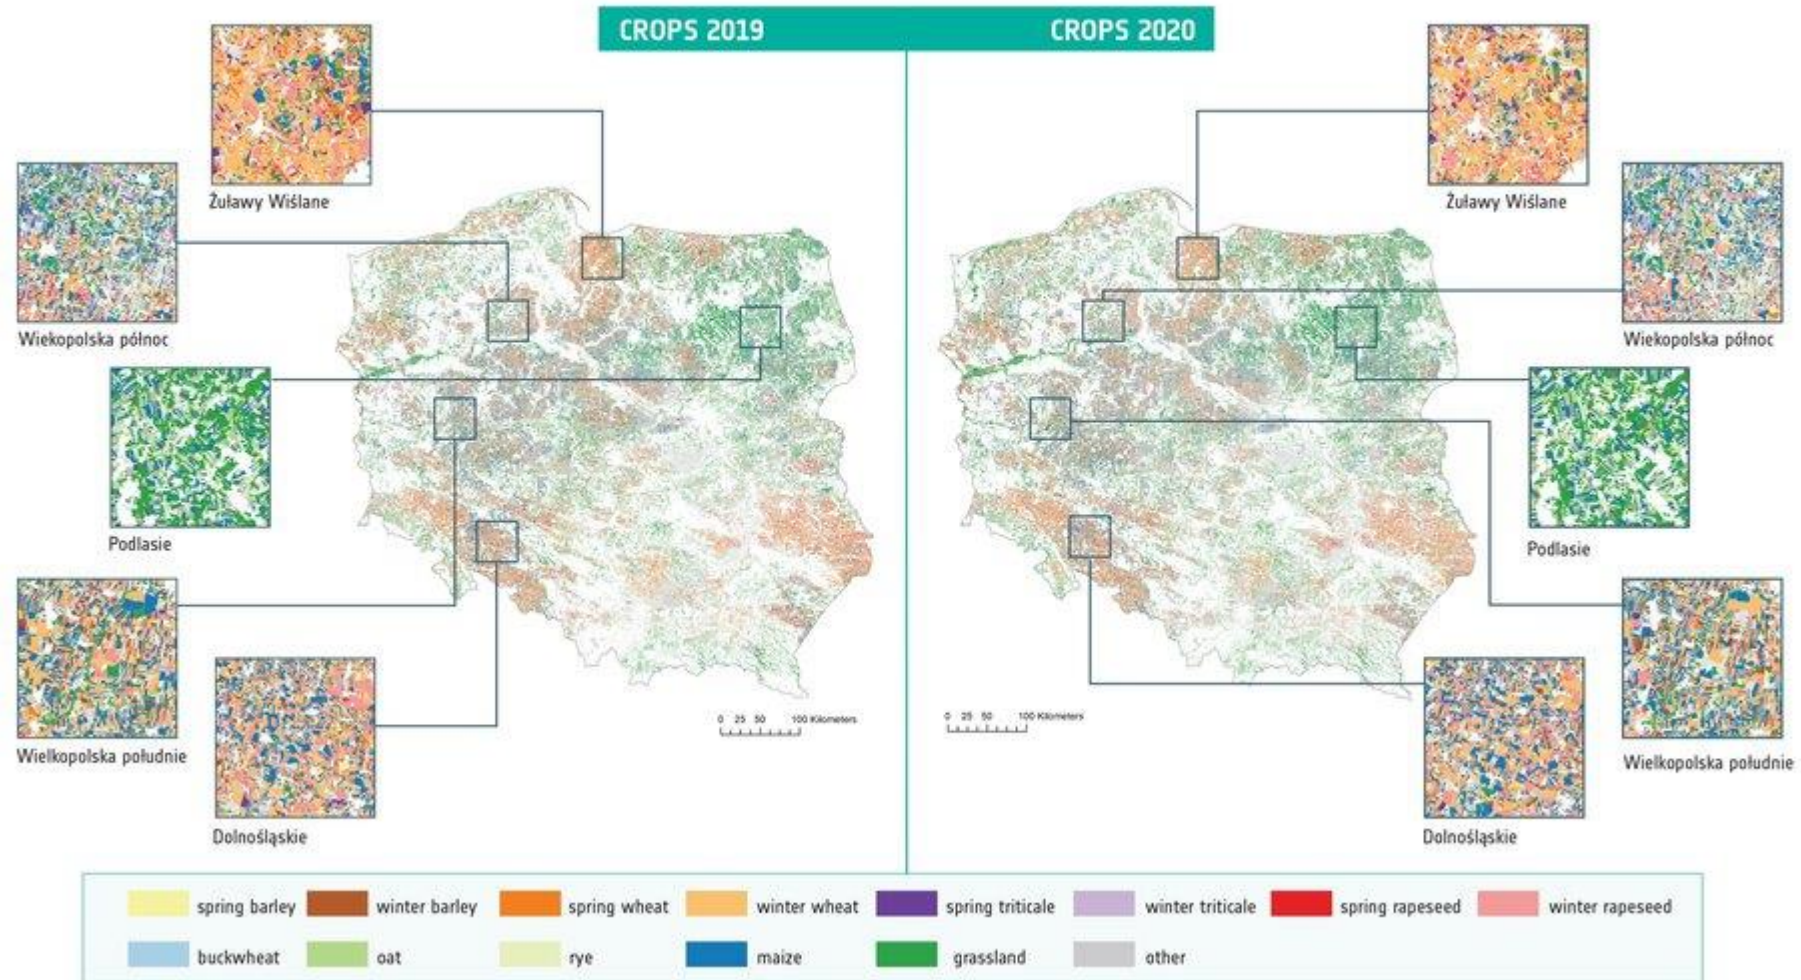 CROPS 2019
CROPS 2020
Żuławy Wiślane
Wiekopolska północ
Podlasie
Wielkopolska południe
Dolnośląskie
0 25 50 100 Kilometers
Żuławy Wiślane
Wiekopolska północ
Podlasie
Wielkopolska południe
Dolnośląskie
0 25 50 100 Kilometers
spring barley winter barley spring wheat winter wheat spring triticale winter triticale spring rapeseed winter rapeseed
buckwheat oat rye maize grassland other